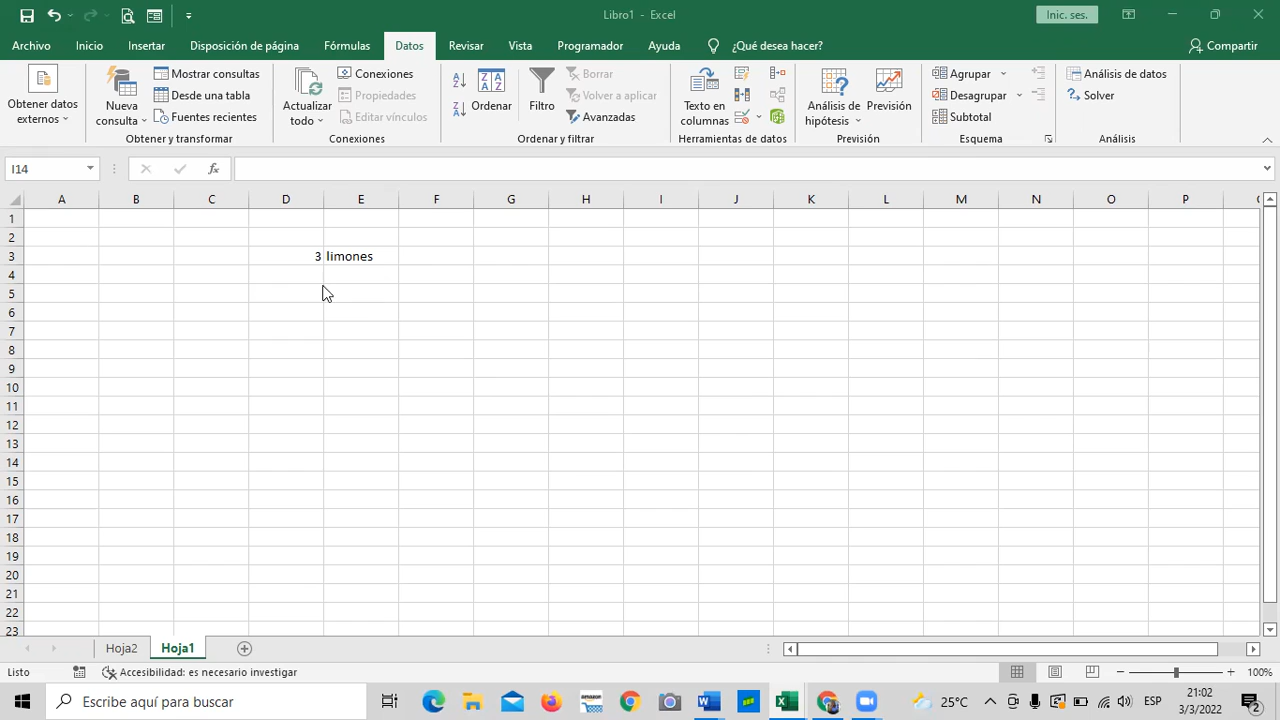 Libro1 - Excel
Inic. ses.
Archivo Inicio Insertar Disposición de página Fórmulas Datos Revisar Vista Programador Ayuda ¿Qué desea hacer? Compartir
Obtener datos externos
Nueva consulta
Mostrar consultas
Desde una tabla
Fuentes recientes
Obtener y transformar
Actualizar todo
Conexiones
Propiedades
Editar vínculos
Conexiones
Ordenar
Filtro
Borrar
Volver a aplicar
Avanzadas
Ordenar y filtrar
Texto en columnas
Herramientas de datos
Análisis de hipótesis
Previsión
Previsión
Agrupar
Desagrupar
Subtotal
Esquema
Análisis de datos
Solver
Análisis
I14
fx
A B C D E F G H I J K L M N O P
1
2
3 3 limones
4
5
6
7
8
9
10
11
12
13
14
15
16
17
18
19
20
21
22
23
Hoja2 Hoja1
Listo Accesibilidad: es necesario investigar 100%
Escribe aquí para buscar
amazon
25°C
ESP
21:02
3/3/2022
2